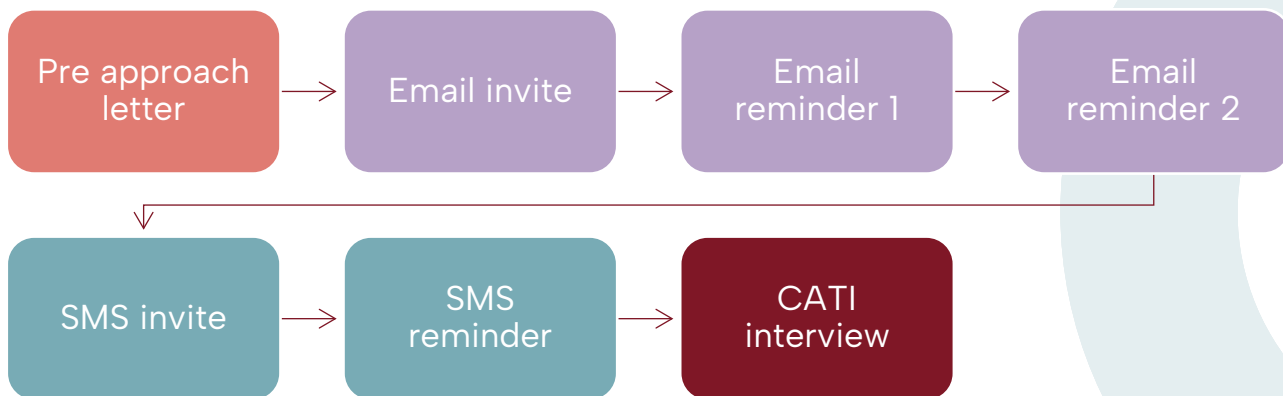 Pre approach
letter
Email invite
Email
reminder 1
Email
reminder 2
SMS invite
SMS
reminder
CATI
interview